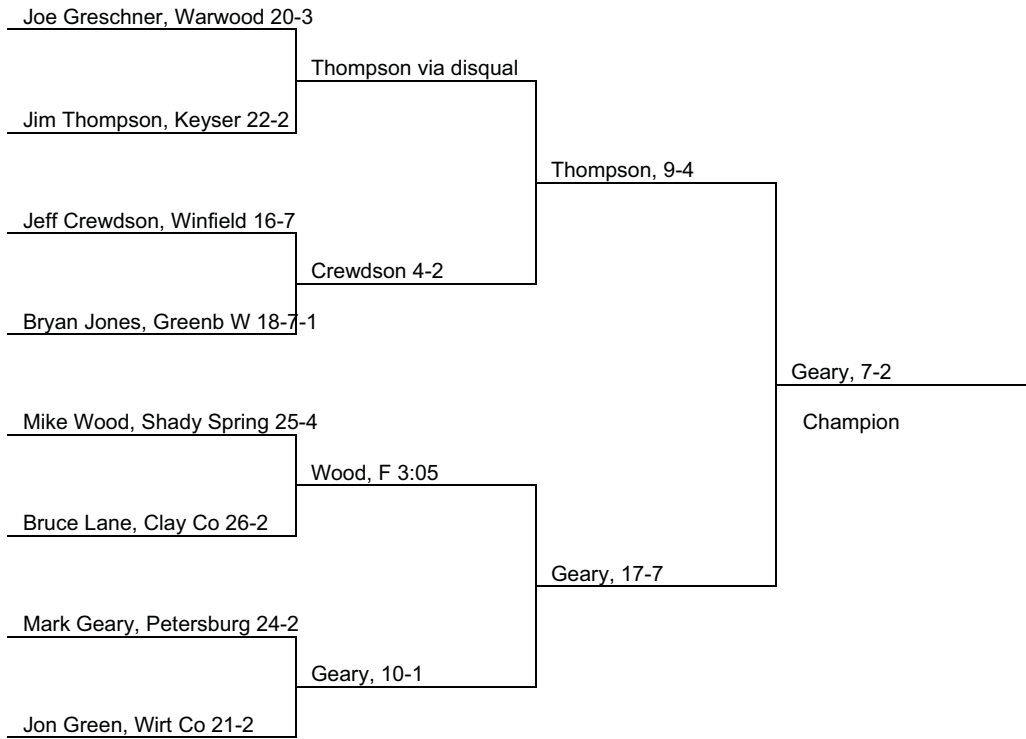 Joe Greschner, Warwood 20-3
Thompson via disqual
Jim Thompson, Keyser 22-2
Thompson, 9-4
Jeff Crewdson, Winfield 16-7
Crewdson 4-2
Bryan Jones, Greenb W 18-7-1
Geary, 7-2
Mike Wood, Shady Spring 25-4
Champion
Wood, F 3:05
Bruce Lane, Clay Co 26-2
Geary, 17-7
Mark Geary, Petersburg 24-2
Geary, 10-1
Jon Green, Wirt Co 21-2